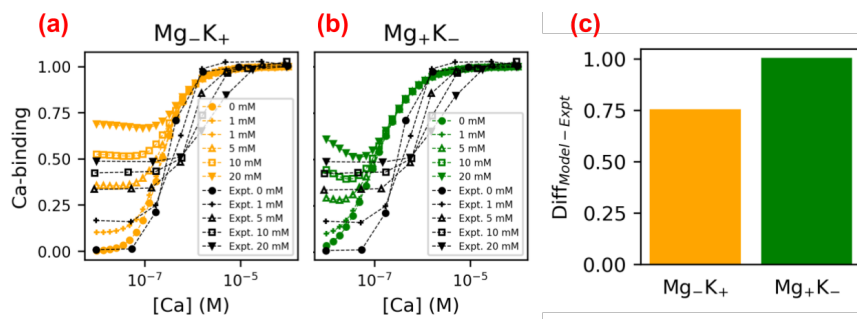 (a)
Mg₋K₊
Ca-binding
1.00
0.75
0.50
0.25
0.00
0 mM
1 mM
1 mM
5 mM
10 mM
20 mM
Expt. 0 mM
Expt. 1 mM
Expt. 5 mM
Expt. 10 mM
Expt. 20 mM
10⁻⁷
10⁻⁵
[Ca] (M)
(b)
Mg₊K₋
0 mM
1 mM
1 mM
5 mM
10 mM
20 mM
Expt. 0 mM
Expt. 1 mM
Expt. 5 mM
Expt. 10 mM
Expt. 20 mM
10⁻⁷
10⁻⁵
[Ca] (M)
(c)
Diff_Model−Expt
1.00
0.75
0.50
0.25
0.00
Mg₋K₊
Mg₊K₋